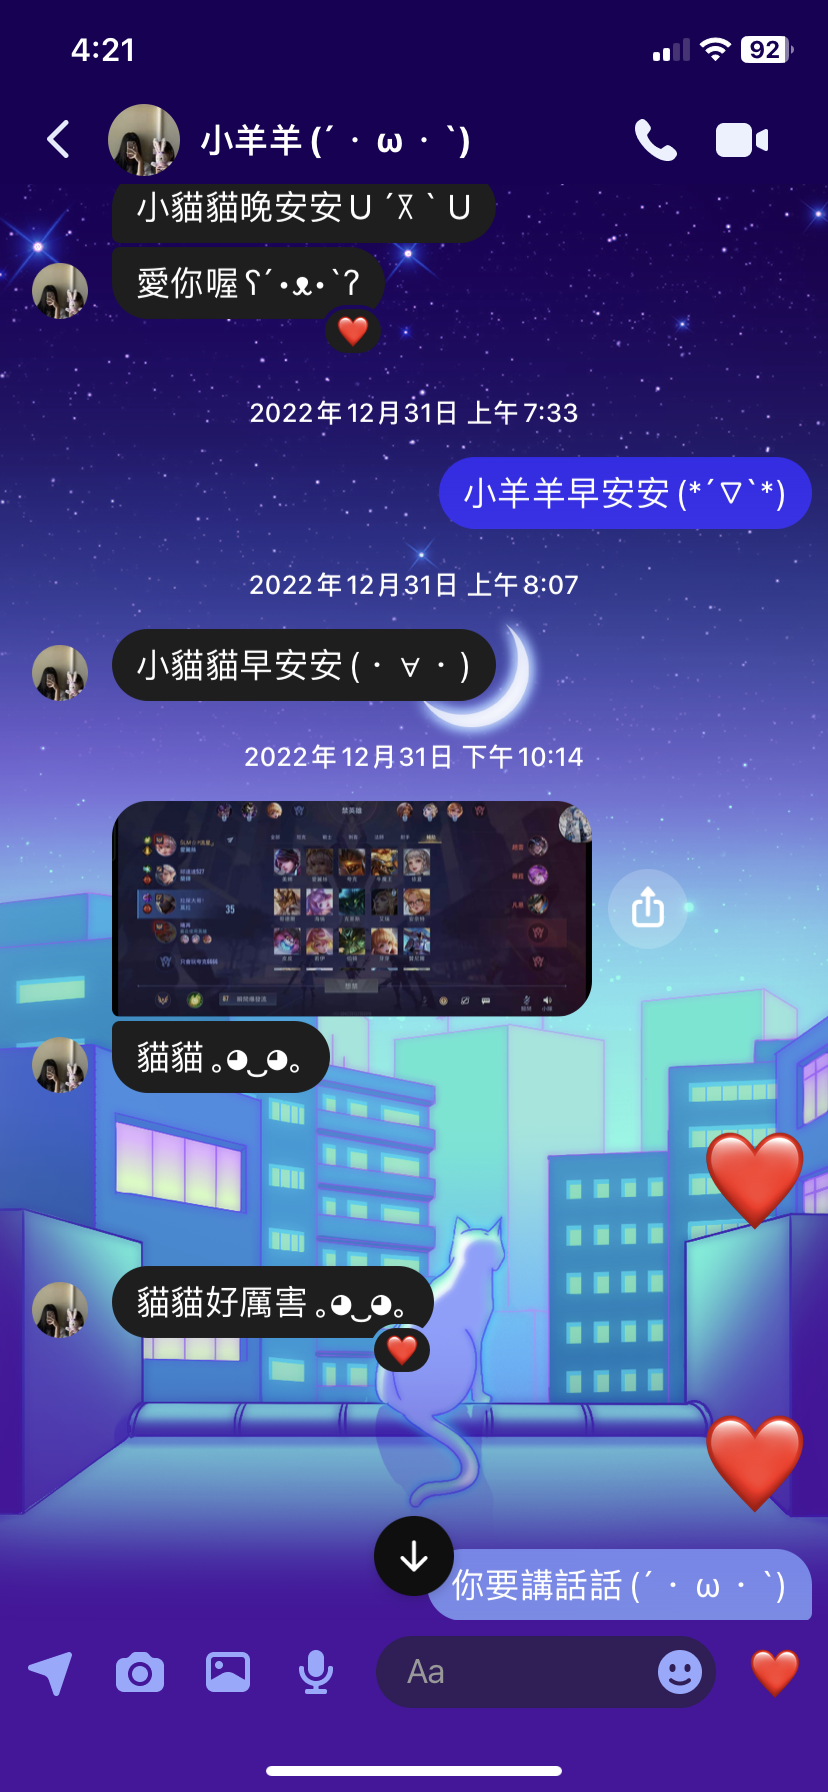 4:21
92
小羊羊 (´・ω・`)
小貓貓晚安安 U ´ꓘ ` U
愛你喔 ʕ´•ᴥ•`ʔ
2022年12月31日 上午7:33
小羊羊早安安 (*´∇`*)
2022年12月31日 上午8:07
小貓貓早安安 (・∀・)
2022年12月31日 下午10:14
禁英雄
35
貓貓 。◕‿◕。
貓貓好厲害 。◕‿◕。
你要講話話 (´・ω・`)
Aa